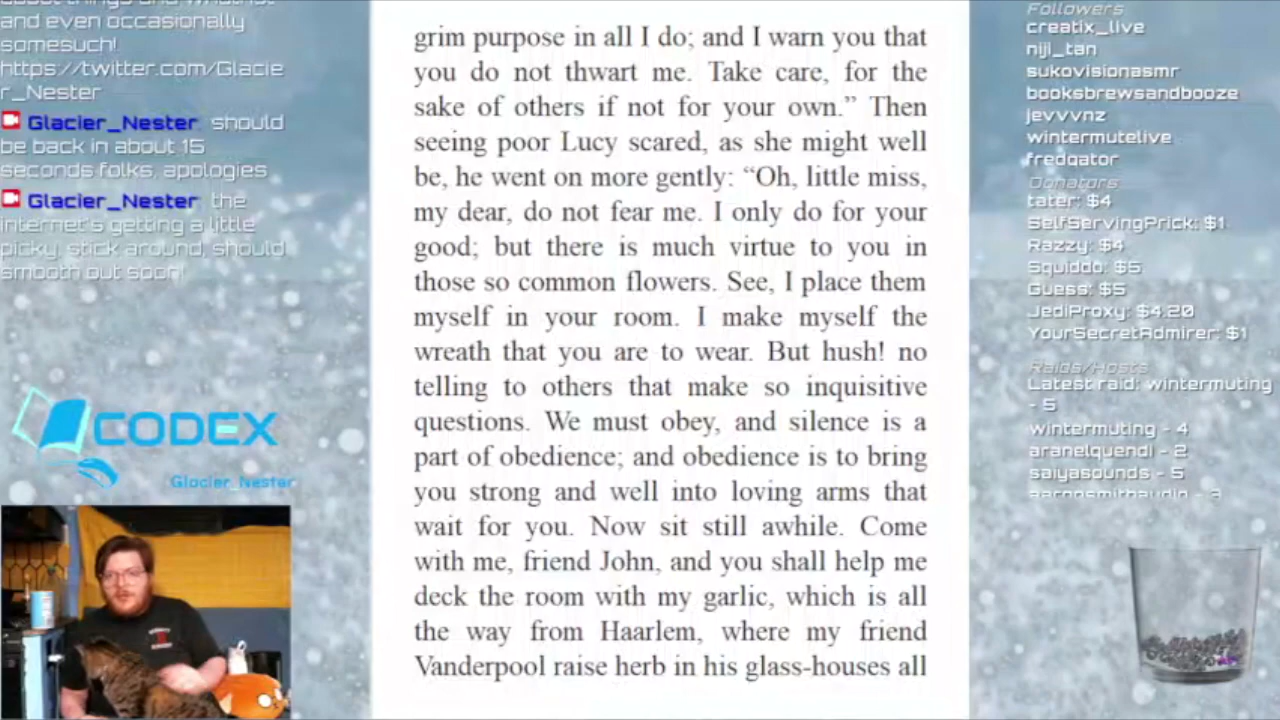 about things and whatnot
and even occasionally
somesuch!
https://twitter.com/Glacie
r_Nester
Glacier_Nester: should
be back in about 15
seconds folks, apologies
Glacier_Nester: the
internet's getting a little
picky, stick around, should
smooth out soon!
CODEX
Glacier_Nester
grim purpose in all I do; and I warn you that
you do not thwart me. Take care, for the
sake of others if not for your own.” Then
seeing poor Lucy scared, as she might well
be, he went on more gently: “Oh, little miss,
my dear, do not fear me. I only do for your
good; but there is much virtue to you in
those so common flowers. See, I place them
myself in your room. I make myself the
wreath that you are to wear. But hush! no
telling to others that make so inquisitive
questions. We must obey, and silence is a
part of obedience; and obedience is to bring
you strong and well into loving arms that
wait for you. Now sit still awhile. Come
with me, friend John, and you shall help me
deck the room with my garlic, which is all
the way from Haarlem, where my friend
Vanderpool raise herb in his glass-houses all
Followers
creatix_live
niji_tan
sukovisionasmr
booksbrewsandbooze
jevvvnz
wintermutelive
fredgator
Donators
tater: $4
SelfServingPrick: $1
Razzy: $4
Squiddo: $5
Guess: $5
JediProxy: $4.20
YourSecretAdmirer: $1
Raids/Hosts
Latest raid: wintermuting
- 5
wintermuting - 4
aranelquendi - 2
saiyasounds - 5